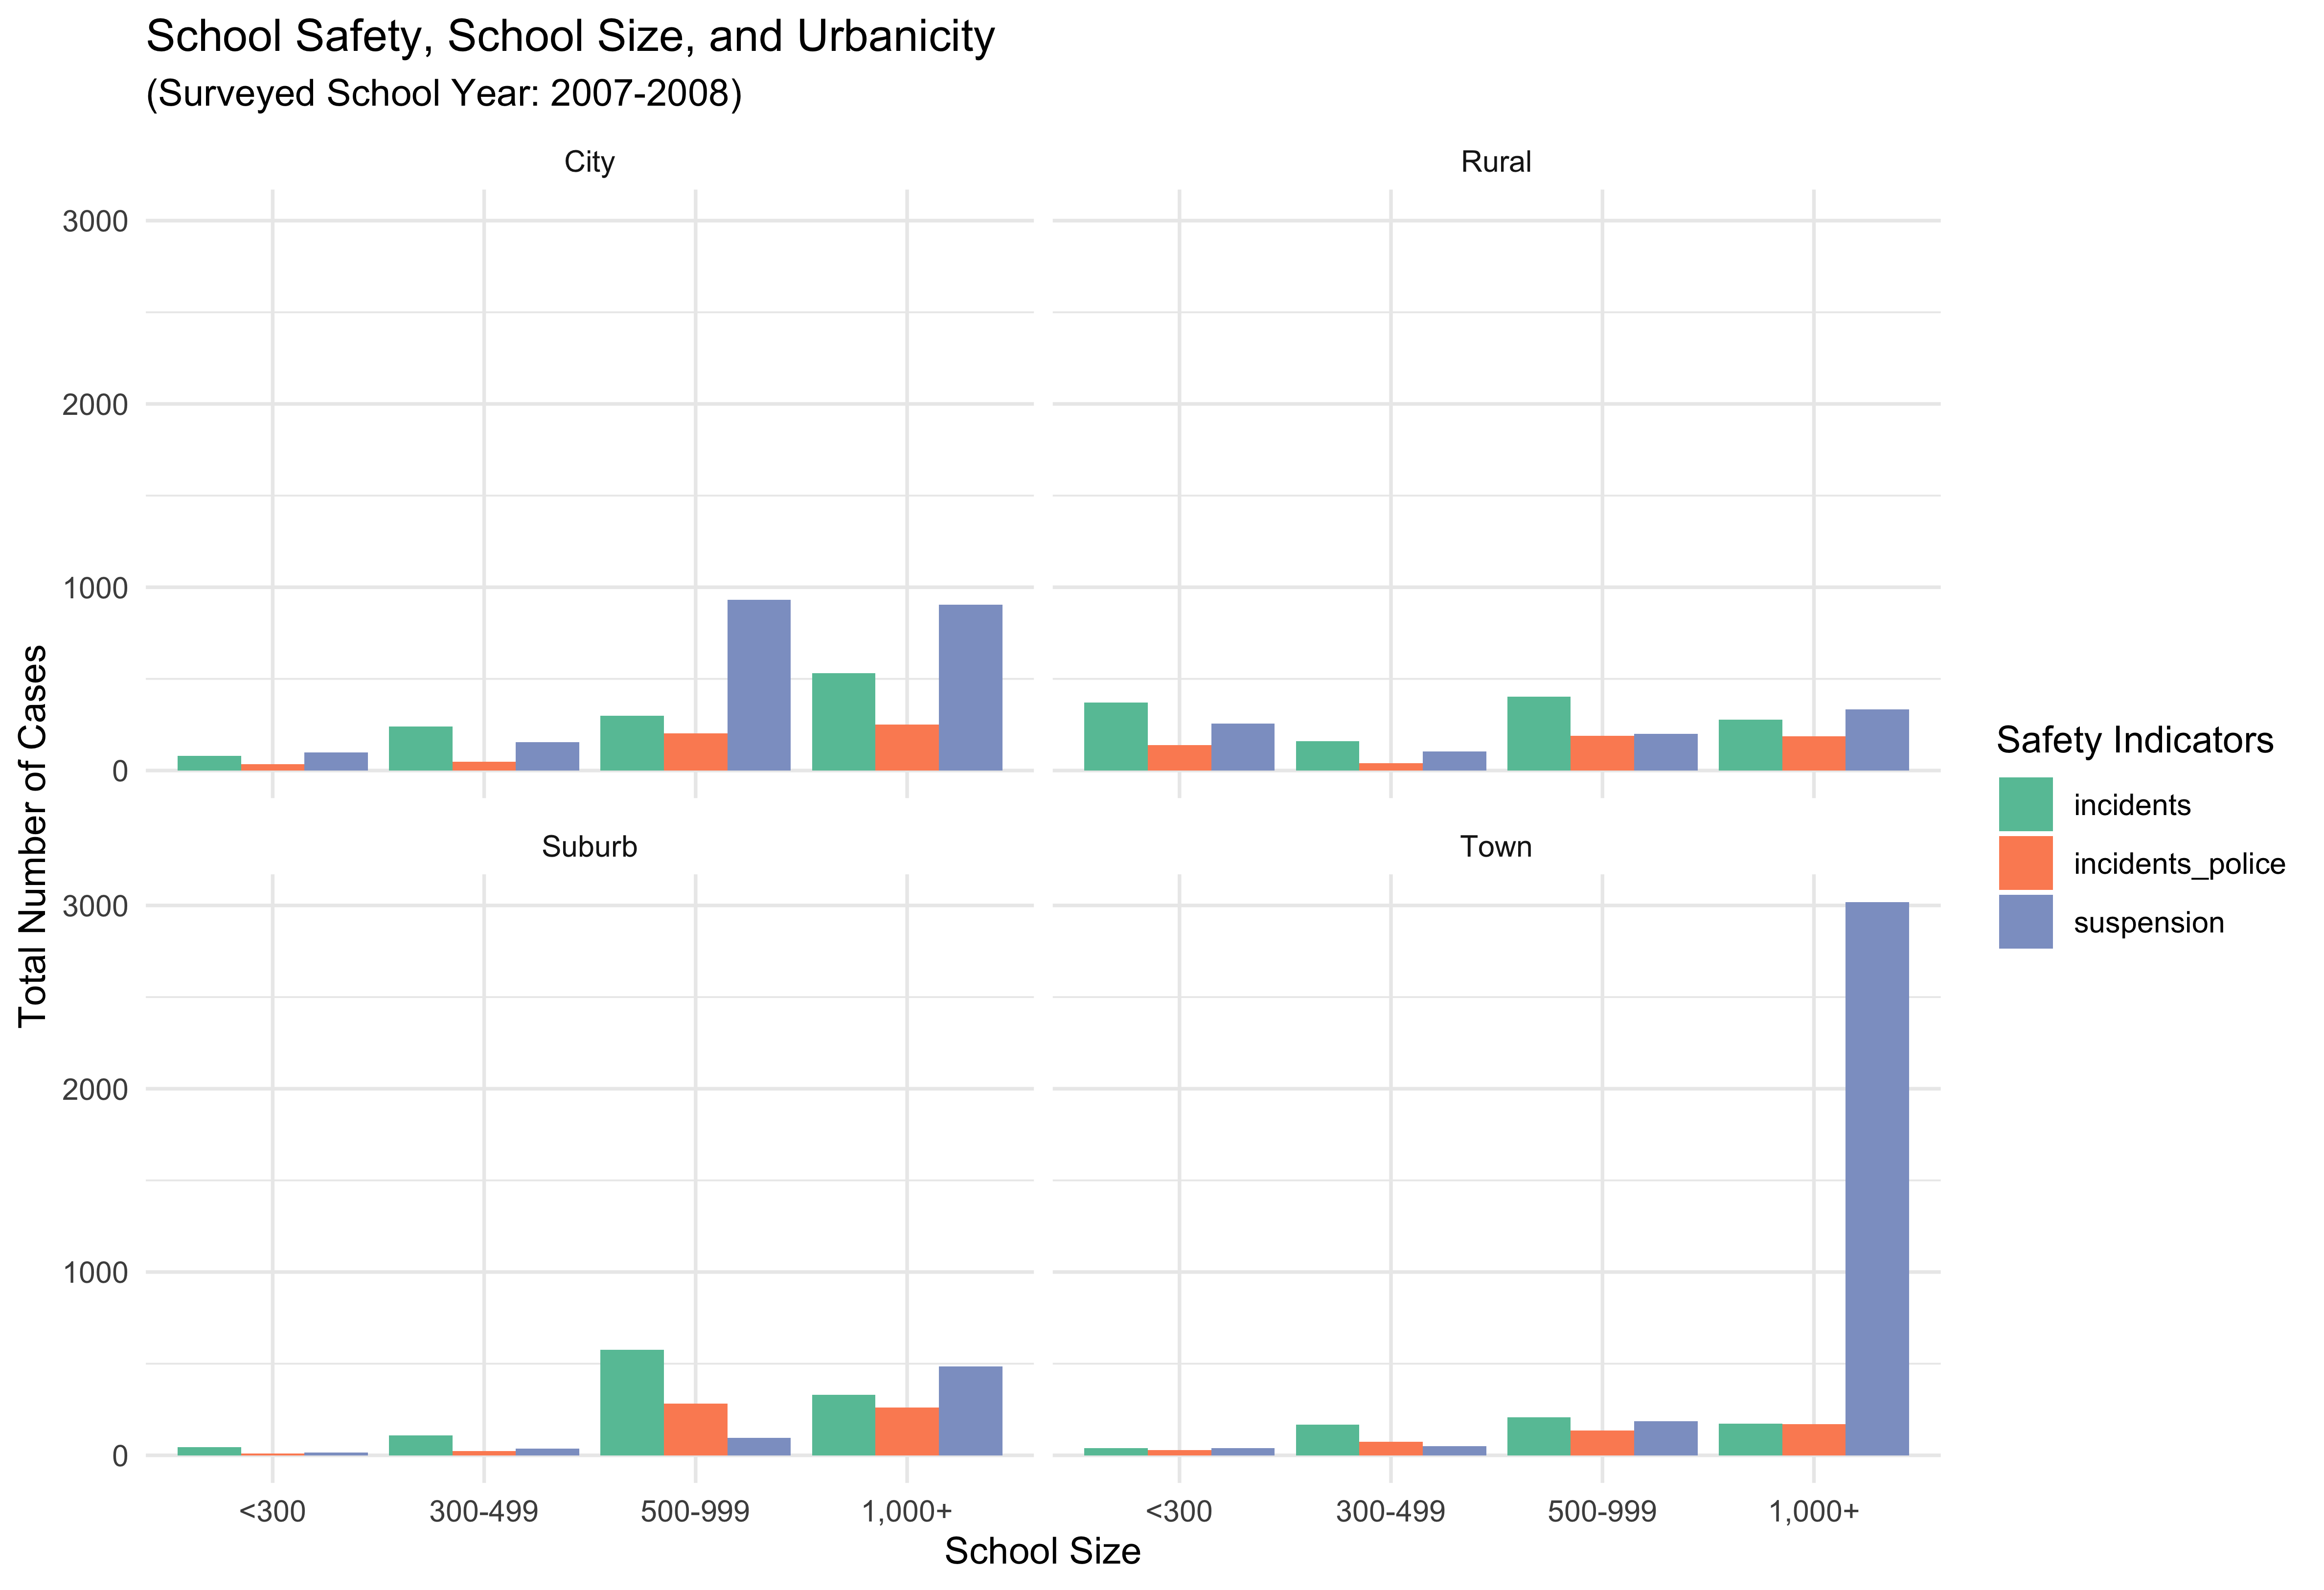 School Safety, School Size, and Urbanicity
(Surveyed School Year: 2007-2008)
City
Rural
3000
2000
1000
0
Suburb
Town
3000
2000
1000
0
<300
300-499
500-999
1,000+
<300
300-499
500-999
1,000+
School Size
Total Number of Cases
Safety Indicators
incidents
incidents_police
suspension